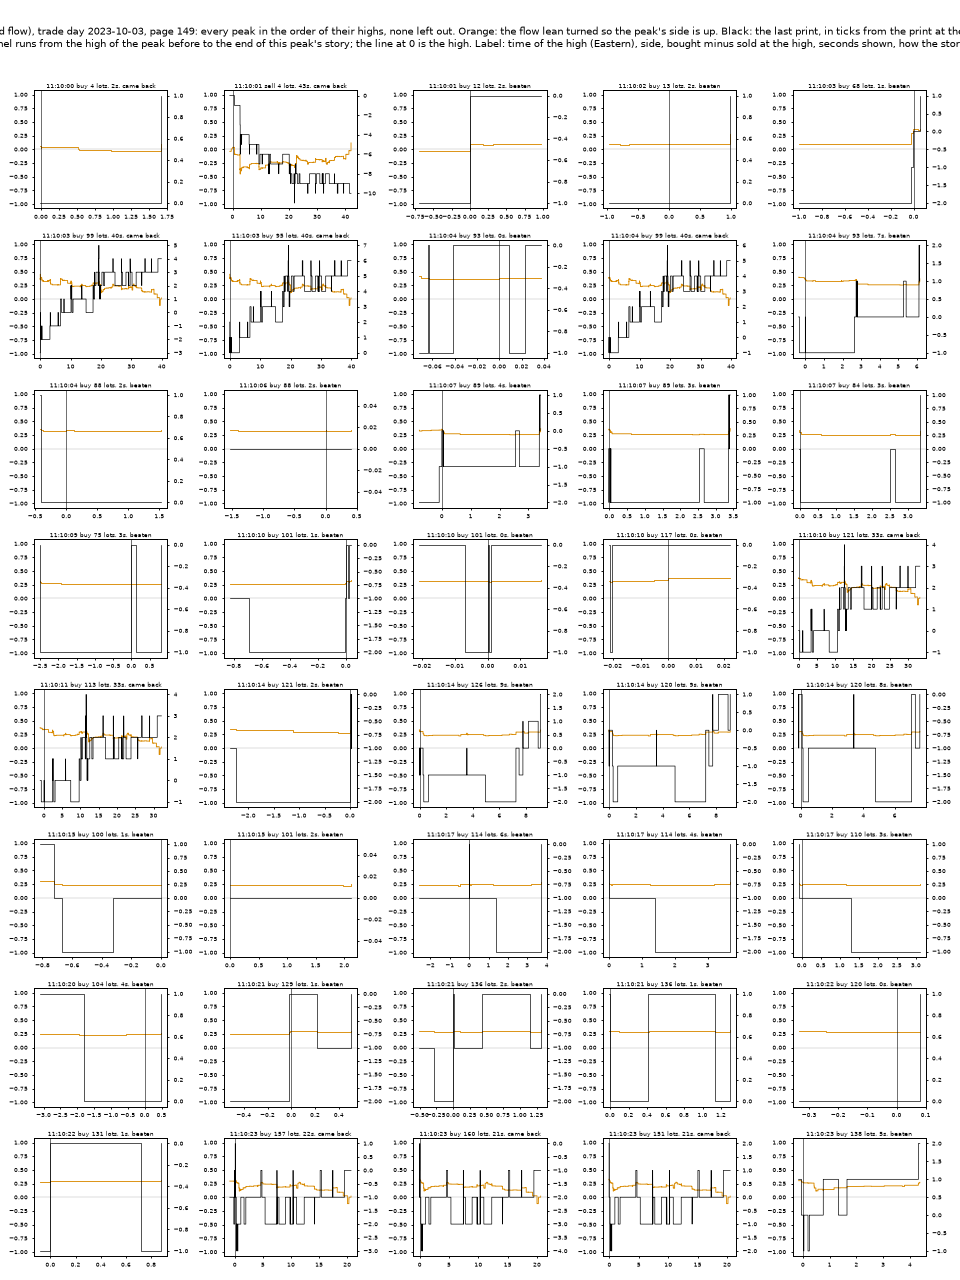 d flow), trade day 2023-10-03, page 149: every peak in the order of their highs, none left out. Orange: the flow lean turned so the peak's side is up. Black: the last print, in ticks from the print at the
nel runs from the high of the peak before to the end of this peak's story; the line at 0 is the high. Label: time of the high (Eastern), side, bought minus sold at the high, seconds shown, how the stor
11:10:00 buy 4 lots. 2s. came back
11:10:01 sell 4 lots. 43s. came back
11:10:01 buy 12 lots. 2s. beaten
11:10:02 buy 13 lots. 2s. beaten
11:10:03 buy 68 lots. 1s. beaten
11:10:03 buy 99 lots. 40s. came back
11:10:03 buy 95 lots. 40s. came back
11:10:04 buy 93 lots. 0s. beaten
11:10:04 buy 99 lots. 40s. came back
11:10:04 buy 93 lots. 7s. beaten
11:10:04 buy 88 lots. 2s. beaten
11:10:06 buy 88 lots. 2s. beaten
11:10:07 buy 89 lots. 4s. beaten
11:10:07 buy 89 lots. 3s. beaten
11:10:07 buy 84 lots. 3s. beaten
11:10:09 buy 75 lots. 3s. beaten
11:10:10 buy 101 lots. 1s. beaten
11:10:10 buy 101 lots. 0s. beaten
11:10:10 buy 117 lots. 0s. beaten
11:10:10 buy 121 lots. 33s. came back
11:10:11 buy 113 lots. 33s. came back
11:10:14 buy 121 lots. 2s. beaten
11:10:14 buy 126 lots. 9s. beaten
11:10:14 buy 120 lots. 9s. beaten
11:10:14 buy 120 lots. 8s. beaten
11:10:15 buy 100 lots. 1s. beaten
11:10:15 buy 101 lots. 2s. beaten
11:10:17 buy 114 lots. 6s. beaten
11:10:17 buy 114 lots. 4s. beaten
11:10:17 buy 110 lots. 3s. beaten
11:10:20 buy 104 lots. 4s. beaten
11:10:21 buy 129 lots. 1s. beaten
11:10:21 buy 136 lots. 2s. beaten
11:10:21 buy 136 lots. 1s. beaten
11:10:22 buy 120 lots. 0s. beaten
11:10:22 buy 131 lots. 1s. beaten
11:10:23 buy 157 lots. 22s. came back
11:10:23 buy 160 lots. 21s. came back
11:10:23 buy 151 lots. 21s. came back
11:10:23 buy 138 lots. 5s. beaten